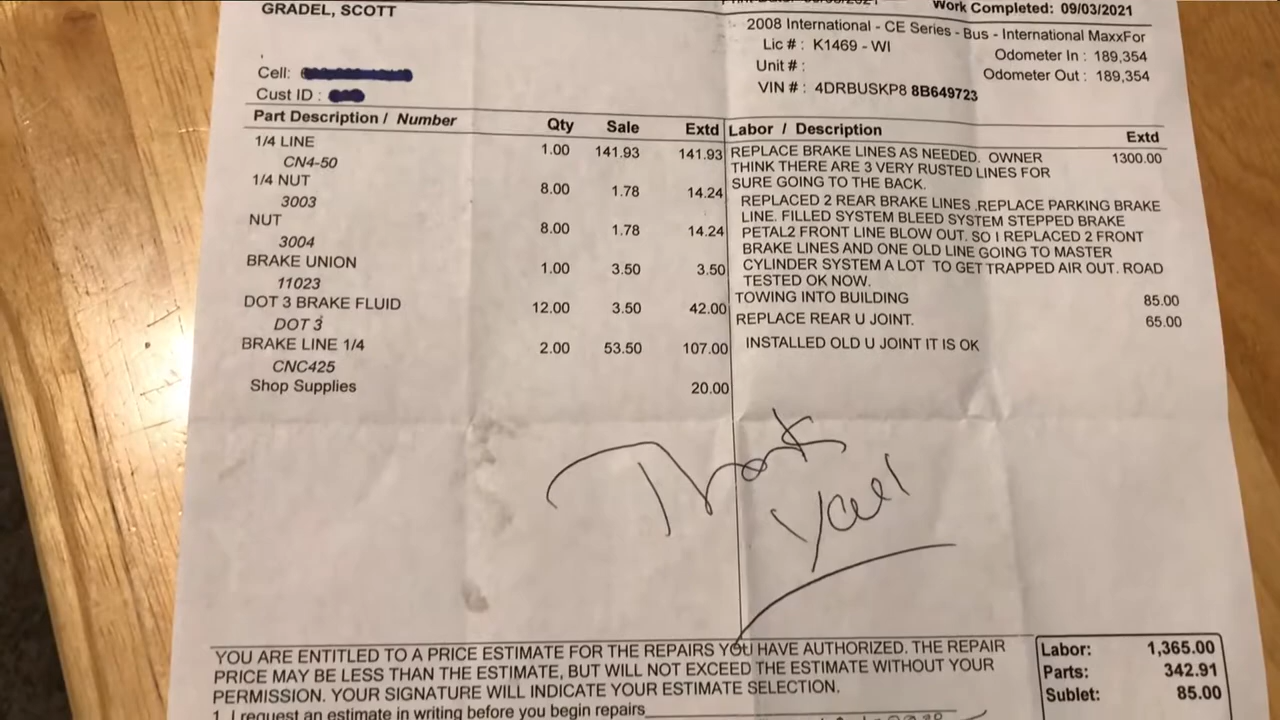 GRADEL, SCOTT
Work Completed: 09/03/2021
2008 International - CE Series - Bus - International MaxxFor
Lic # : K1469 - WI
Odometer In : 189,354
Unit # :
Odometer Out : 189,354
VIN # : 4DRBUSKP8 8B649723
Cell:
Cust ID :
Part Description / Number Qty Sale Extd
1/4 LINE 1.00 141.93 141.93
CN4-50
1/4 NUT 8.00 1.78 14.24
3003
NUT 8.00 1.78 14.24
3004
BRAKE UNION 1.00 3.50 3.50
11023
DOT 3 BRAKE FLUID 12.00 3.50 42.00
DOT 3
BRAKE LINE 1/4 2.00 53.50 107.00
CNC425
Shop Supplies 20.00
Labor / Description Extd
REPLACE BRAKE LINES AS NEEDED. OWNER 1300.00
THINK THERE ARE 3 VERY RUSTED LINES FOR
SURE GOING TO THE BACK.
REPLACED 2 REAR BRAKE LINES .REPLACE PARKING BRAKE
LINE. FILLED SYSTEM BLEED SYSTEM STEPPED BRAKE
PETAL2 FRONT LINE BLOW OUT. SO I REPLACED 2 FRONT
BRAKE LINES AND ONE OLD LINE GOING TO MASTER
CYLINDER SYSTEM A LOT TO GET TRAPPED AIR OUT. ROAD
TESTED OK NOW.
TOWING INTO BUILDING 85.00
REPLACE REAR U JOINT. 65.00
INSTALLED OLD U JOINT IT IS OK
Thank
You
YOU ARE ENTITLED TO A PRICE ESTIMATE FOR THE REPAIRS YOU HAVE AUTHORIZED. THE REPAIR
PRICE MAY BE LESS THAN THE ESTIMATE, BUT WILL NOT EXCEED THE ESTIMATE WITHOUT YOUR
PERMISSION. YOUR SIGNATURE WILL INDICATE YOUR ESTIMATE SELECTION.
1. I request an estimate in writing before you begin repairs
Labor: 1,365.00
Parts: 342.91
Sublet: 85.00